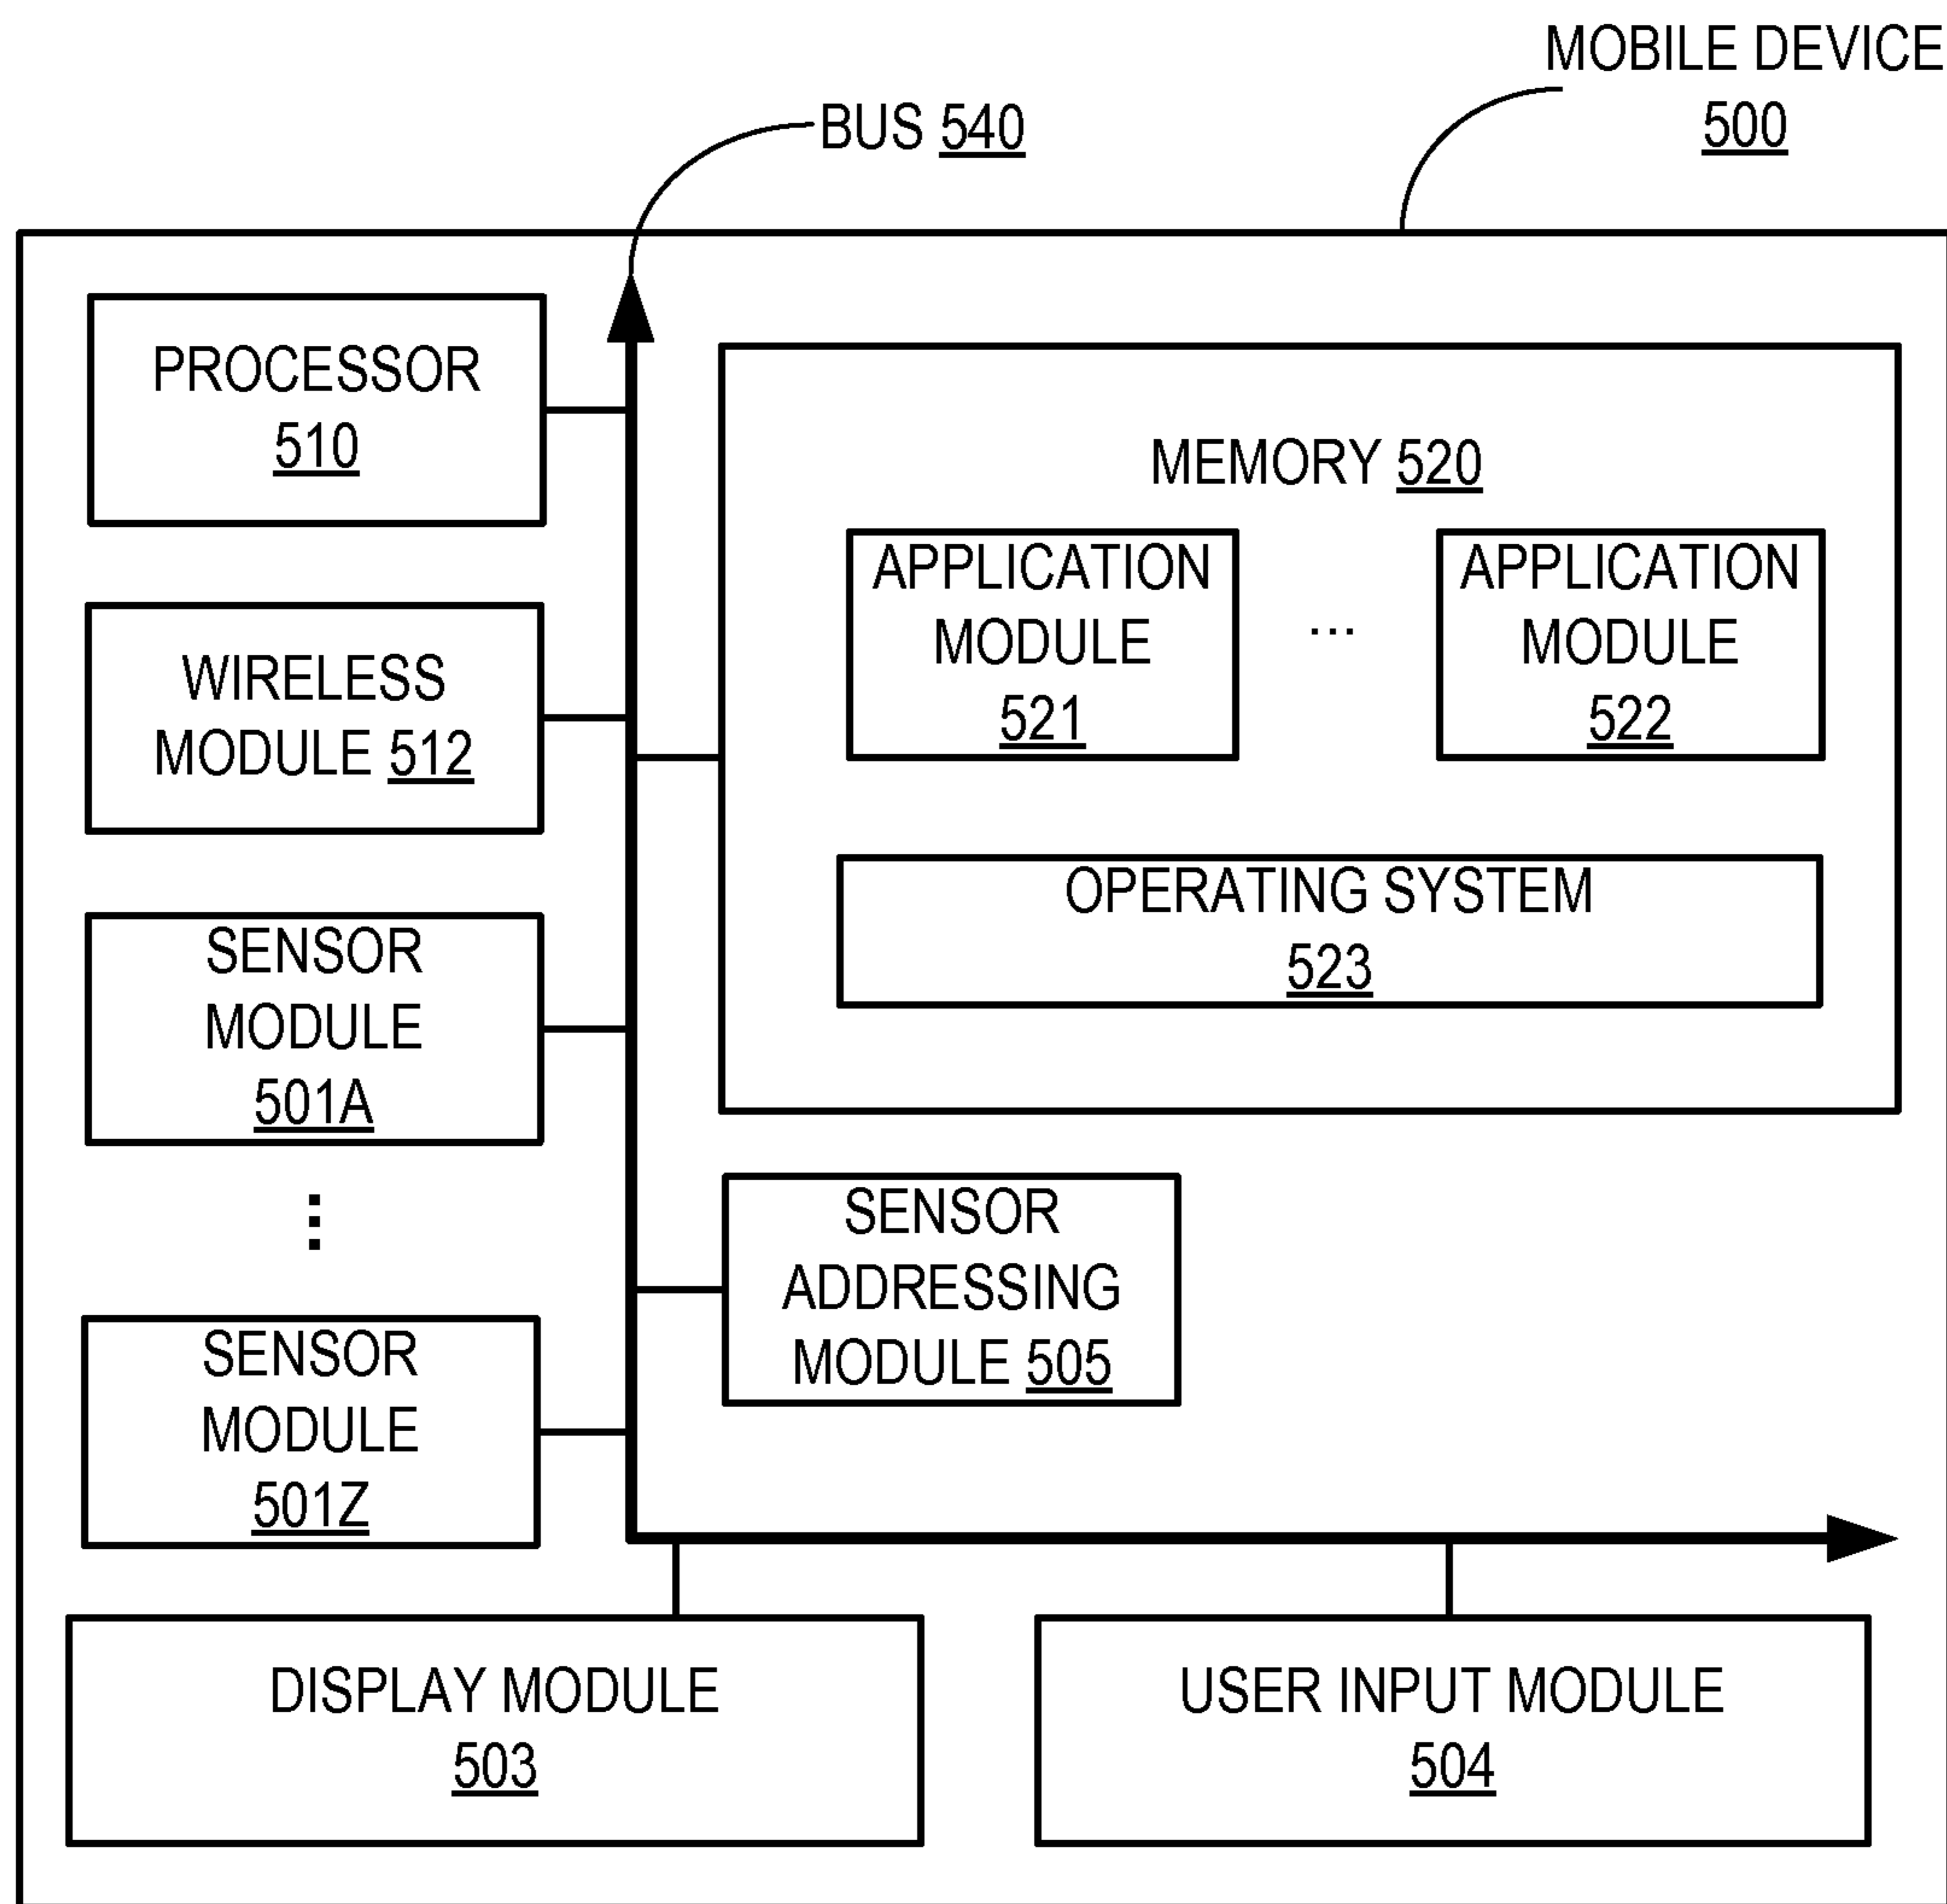 MOBILE DEVICE
500
BUS 540
PROCESSOR
510
MEMORY 520
APPLICATION
MODULE
521
...
APPLICATION
MODULE
522
WIRELESS
MODULE 512
OPERATING SYSTEM
523
SENSOR
MODULE
501A
SENSOR
ADDRESSING
MODULE 505
SENSOR
MODULE
501Z
DISPLAY MODULE
503
USER INPUT MODULE
504